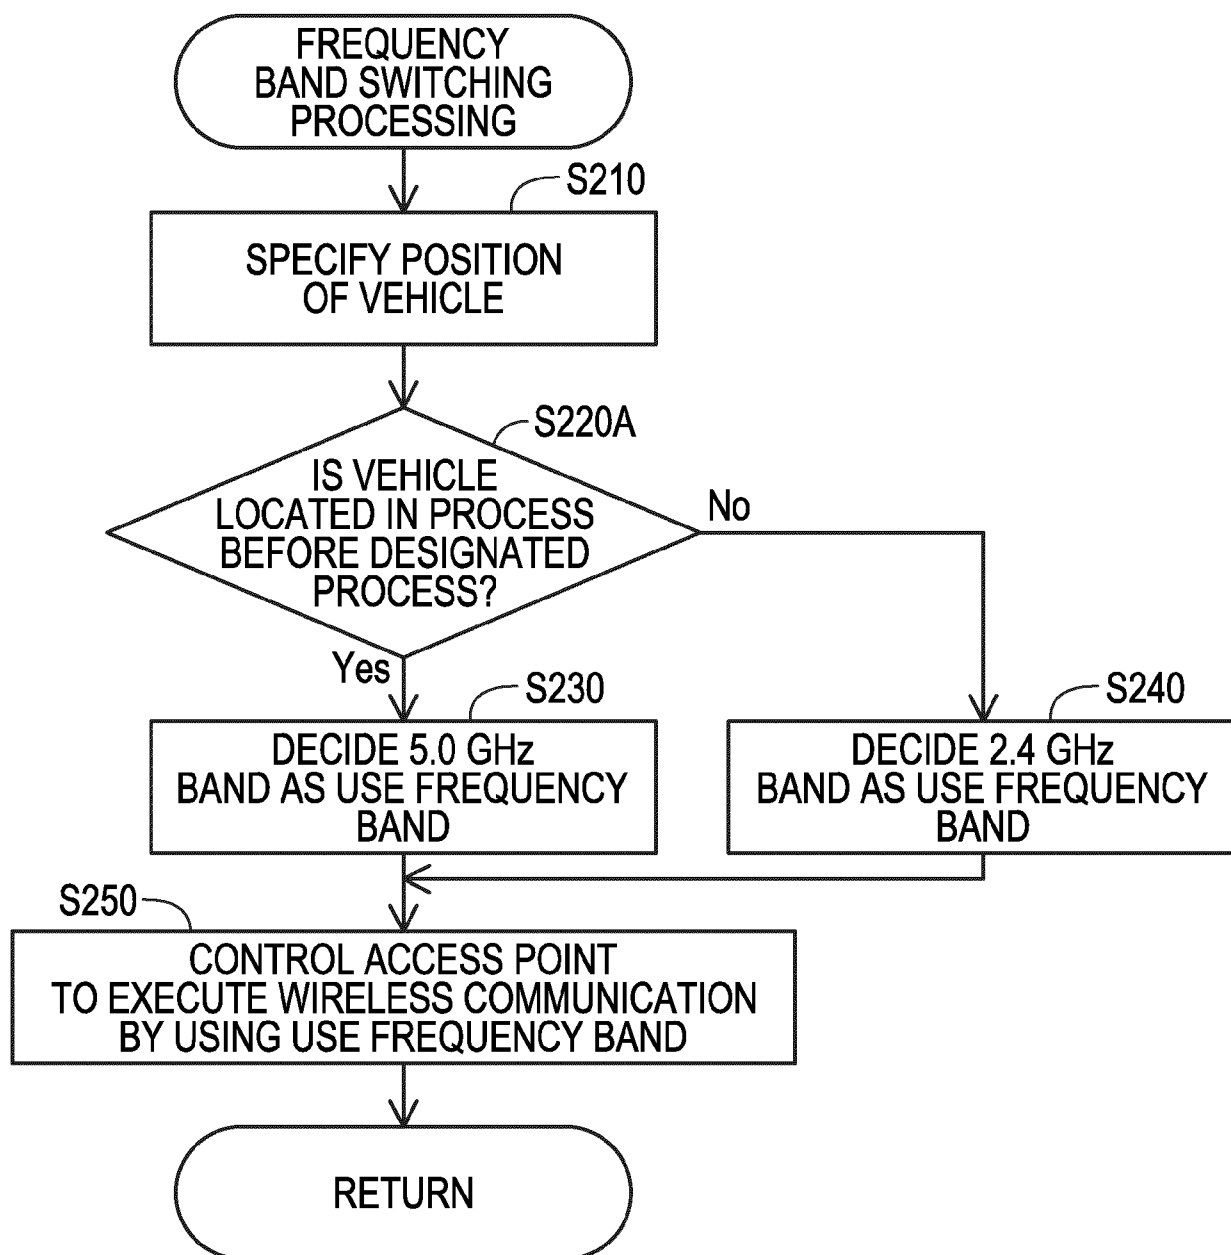 FREQUENCY
BAND SWITCHING
PROCESSING
S210
SPECIFY POSITION
OF VEHICLE
S220A
IS VEHICLE
LOCATED IN PROCESS
BEFORE DESIGNATED
PROCESS?
No
Yes
S230
DECIDE 5.0 GHz
BAND AS USE FREQUENCY
BAND
S240
DECIDE 2.4 GHz
BAND AS USE FREQUENCY
BAND
S250
CONTROL ACCESS POINT
TO EXECUTE WIRELESS COMMUNICATION
BY USING USE FREQUENCY BAND
RETURN